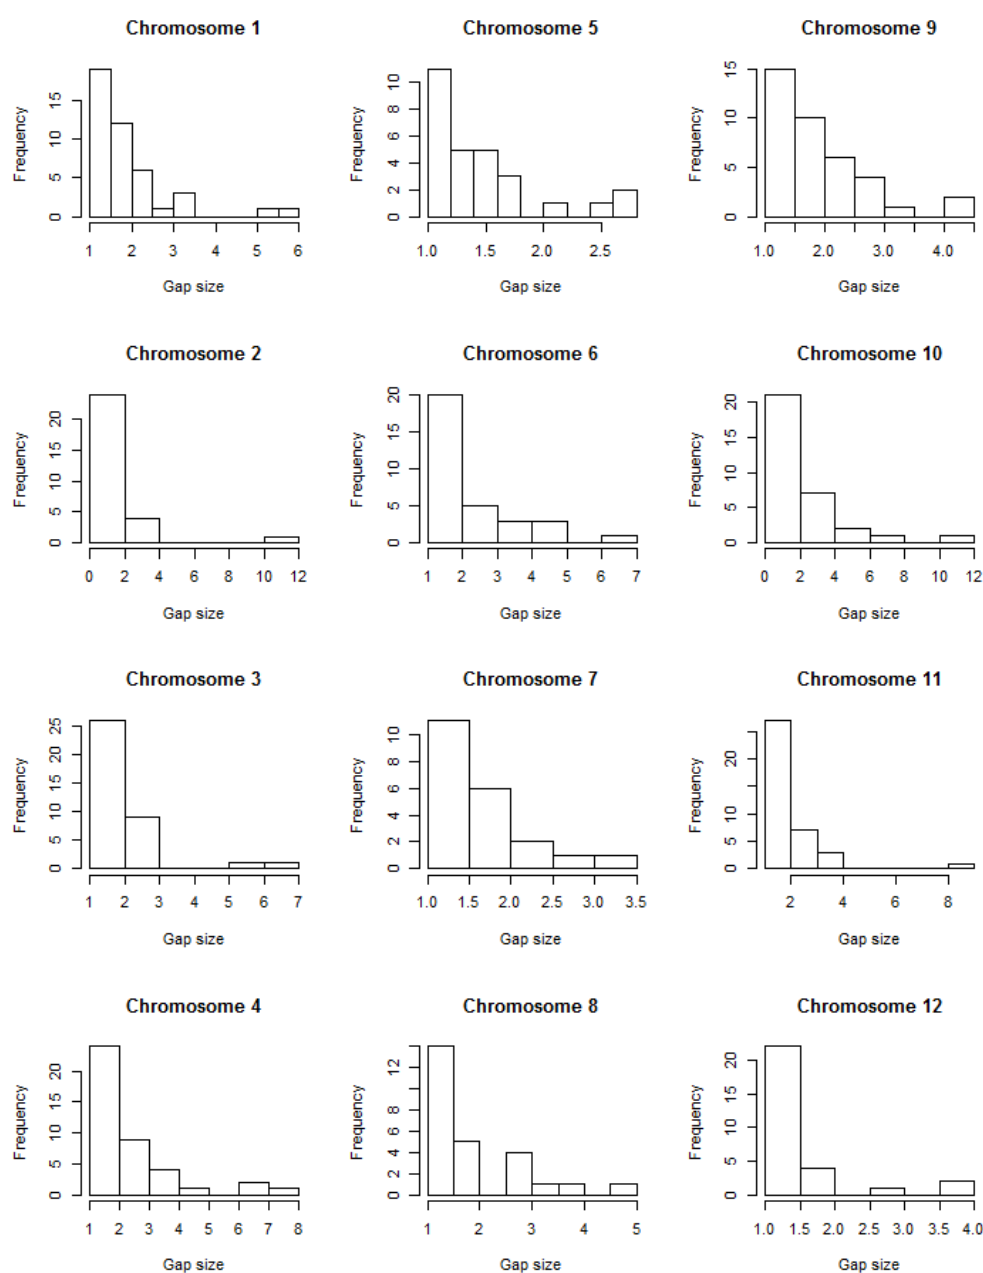 Chromosome 1
Frequency
0 5 10 15
1 2 3 4 5 6
Gap size
Chromosome 5
Frequency
0 2 4 6 8 10
1.0 1.5 2.0 2.5
Gap size
Chromosome 9
Frequency
0 5 10 15
1.0 2.0 3.0 4.0
Gap size
Chromosome 2
Frequency
0 5 10 15 20
0 2 4 6 8 10 12
Gap size
Chromosome 6
Frequency
0 5 10 15 20
1 2 3 4 5 6 7
Gap size
Chromosome 10
Frequency
0 5 10 15 20
0 2 4 6 8 10 12
Gap size
Chromosome 3
Frequency
0 5 10 15 20 25
1 2 3 4 5 6 7
Gap size
Chromosome 7
Frequency
0 2 4 6 8 10
1.0 1.5 2.0 2.5 3.0 3.5
Gap size
Chromosome 11
Frequency
0 5 10 20
2 4 6 8
Gap size
Chromosome 4
Frequency
0 5 10 15 20
1 2 3 4 5 6 7 8
Gap size
Chromosome 8
Frequency
0 2 4 6 8 12
1 2 3 4 5
Gap size
Chromosome 12
Frequency
0 5 10 15 20
1.0 1.5 2.0 2.5 3.0 3.5 4.0
Gap size